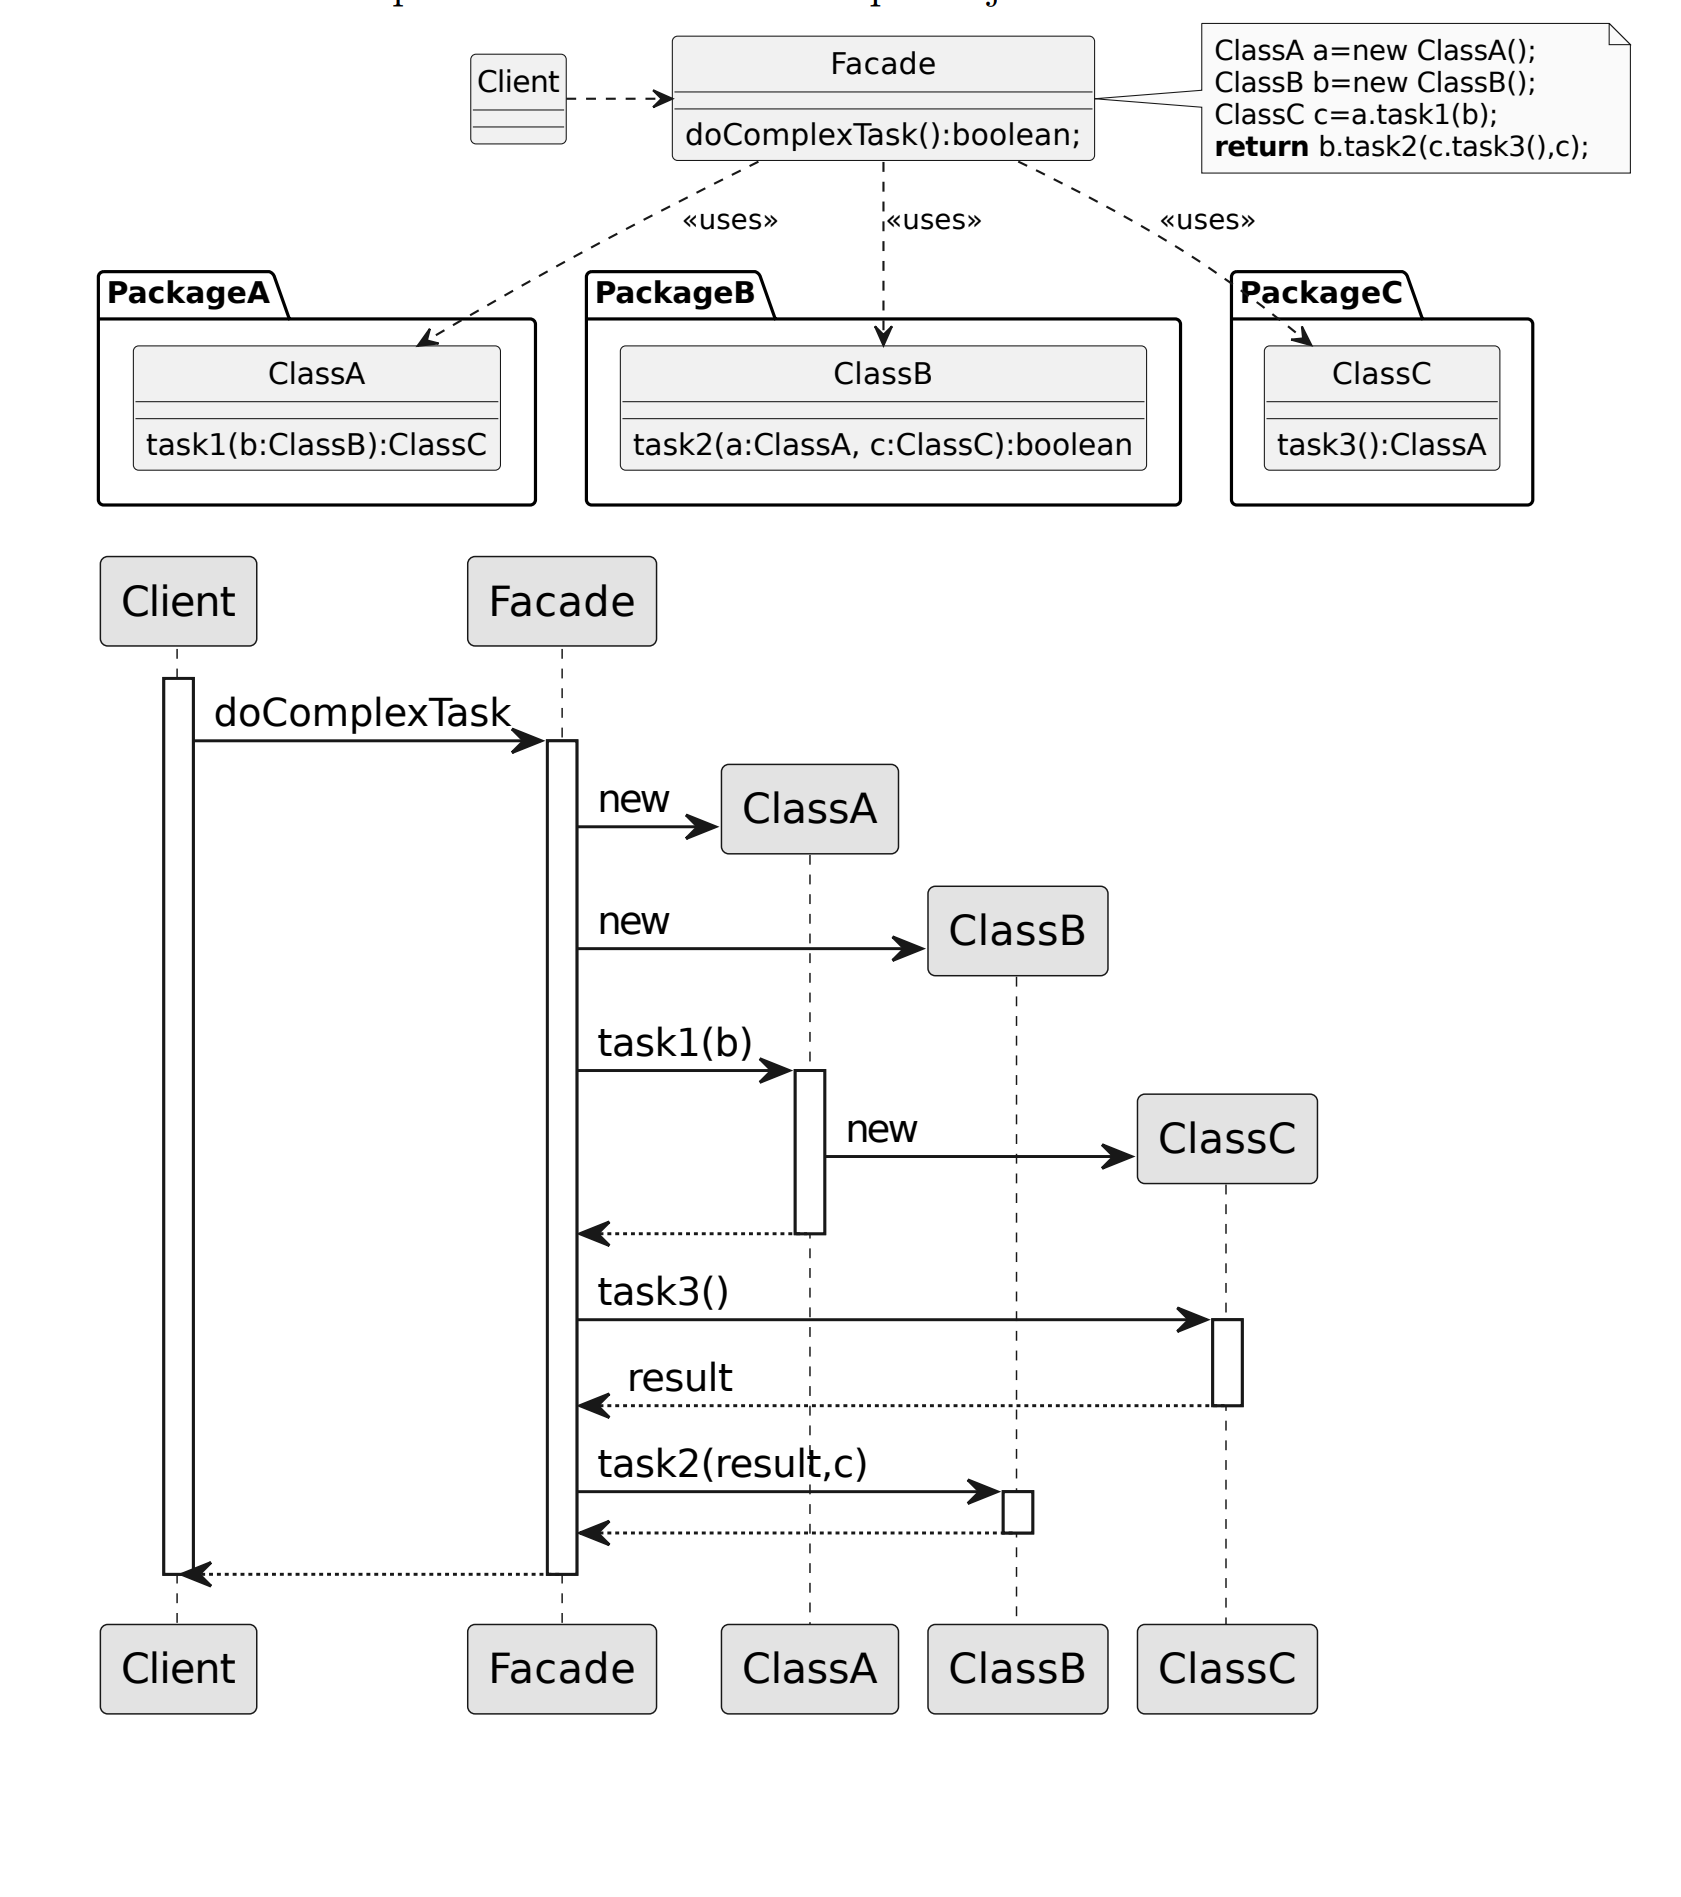 Client
Facade
doComplexTask():boolean;
ClassA a=new ClassA();
ClassB b=new ClassB();
ClassC c=a.task1(b);
return b.task2(c.task3(),c);
«uses»
«uses»
«uses»
PackageA
ClassA
task1(b:ClassB):ClassC
PackageB
ClassB
task2(a:ClassA, c:ClassC):boolean
PackageC
ClassC
task3():ClassA
Client
Facade
doComplexTask
new
ClassA
new
ClassB
task1(b)
new
ClassC
task3()
result
task2(result,c)
Client
Facade
ClassA
ClassB
ClassC